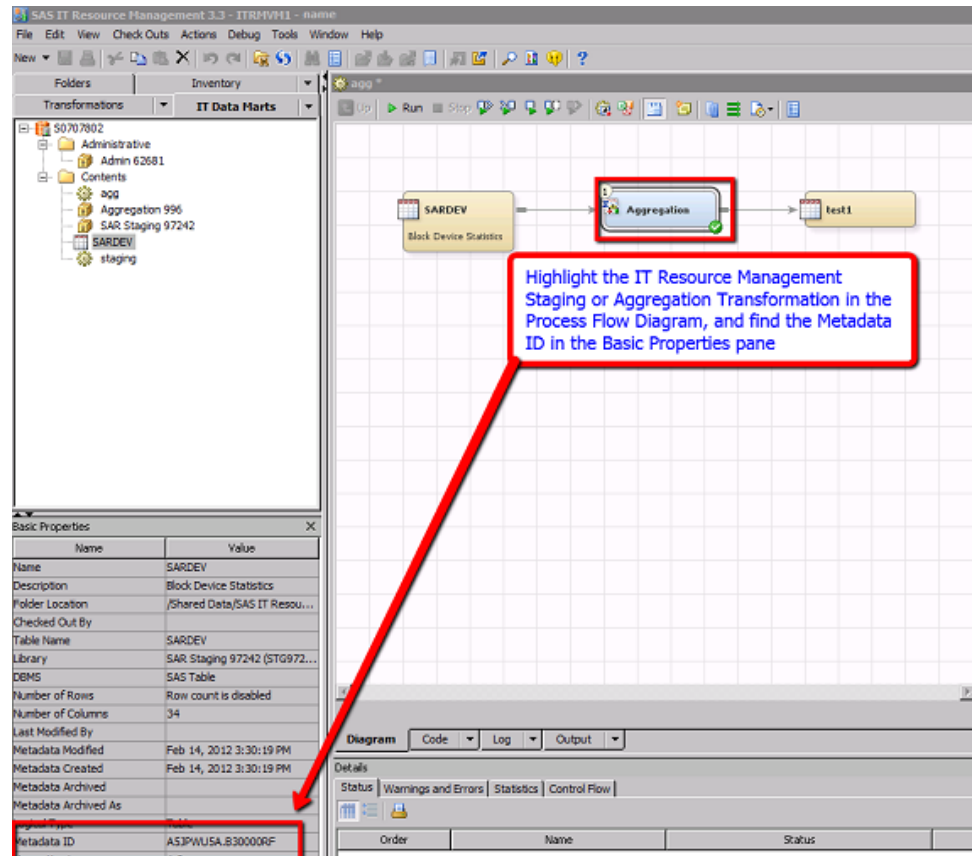 SAS IT Resource Management 3.3 - ITRMVM1 - name
File Edit View Check Outs Actions Debug Tools Window Help
New
Folders Inventory
Transformations IT Data Marts
S0707802
Administrative
Admin 62681
Contents
agg
Aggregation 996
SAR Staging 97242
SARDEV
staging
agg *
Up Run Stop
SARDEV
Block Device Statistics
1
Aggregation
test1
Highlight the IT Resource Management
Staging or Aggregation Transformation in the
Process Flow Diagram, and find the Metadata
ID in the Basic Properties pane
Basic Properties
Name Value
Name SARDEV
Description Block Device Statistics
Folder Location /Shared Data/SAS IT Resou...
Checked Out By
Table Name SARDEV
Library SAR Staging 97242 (STG972...
DBMS SAS Table
Number of Rows Row count is disabled
Number of Columns 34
Last Modified By
Metadata Modified Feb 14, 2012 3:30:19 PM
Metadata Created Feb 14, 2012 3:30:19 PM
Metadata Archived
Metadata Archived As
Logical Type Table
Metadata ID A5JPWU5A.B30000RF
Diagram Code Log Output
Details
Status Warnings and Errors Statistics Control Flow
Order Name Status